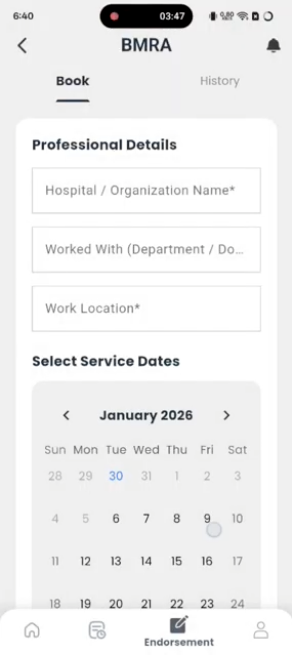 6:40
03:47
BMRA
Book
History
Professional Details
Hospital / Organization Name*
Worked With (Department / Do...
Work Location*
Select Service Dates
January 2026
Sun Mon Tue Wed Thu Fri Sat
28 29 30 31 1 2 3
4 5 6 7 8 9 10
11 12 13 14 15 16 17
18 19 20 21 22 23 24
Endorsement